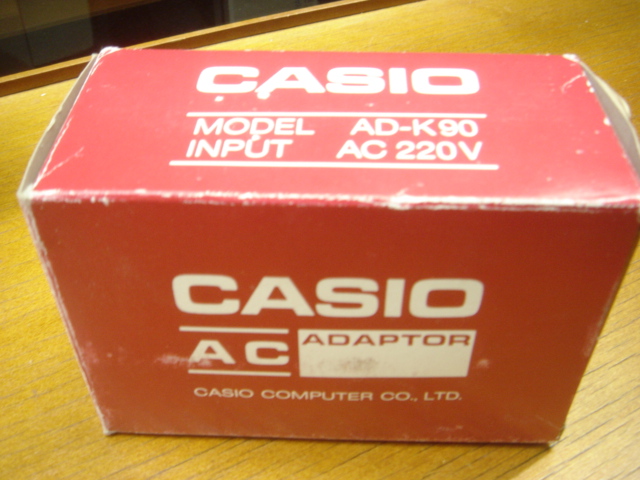 CASIO
MODEL AD-K90
INPUT AC 220V
CASIO
AC ADAPTOR
CASIO COMPUTER CO., LTD.